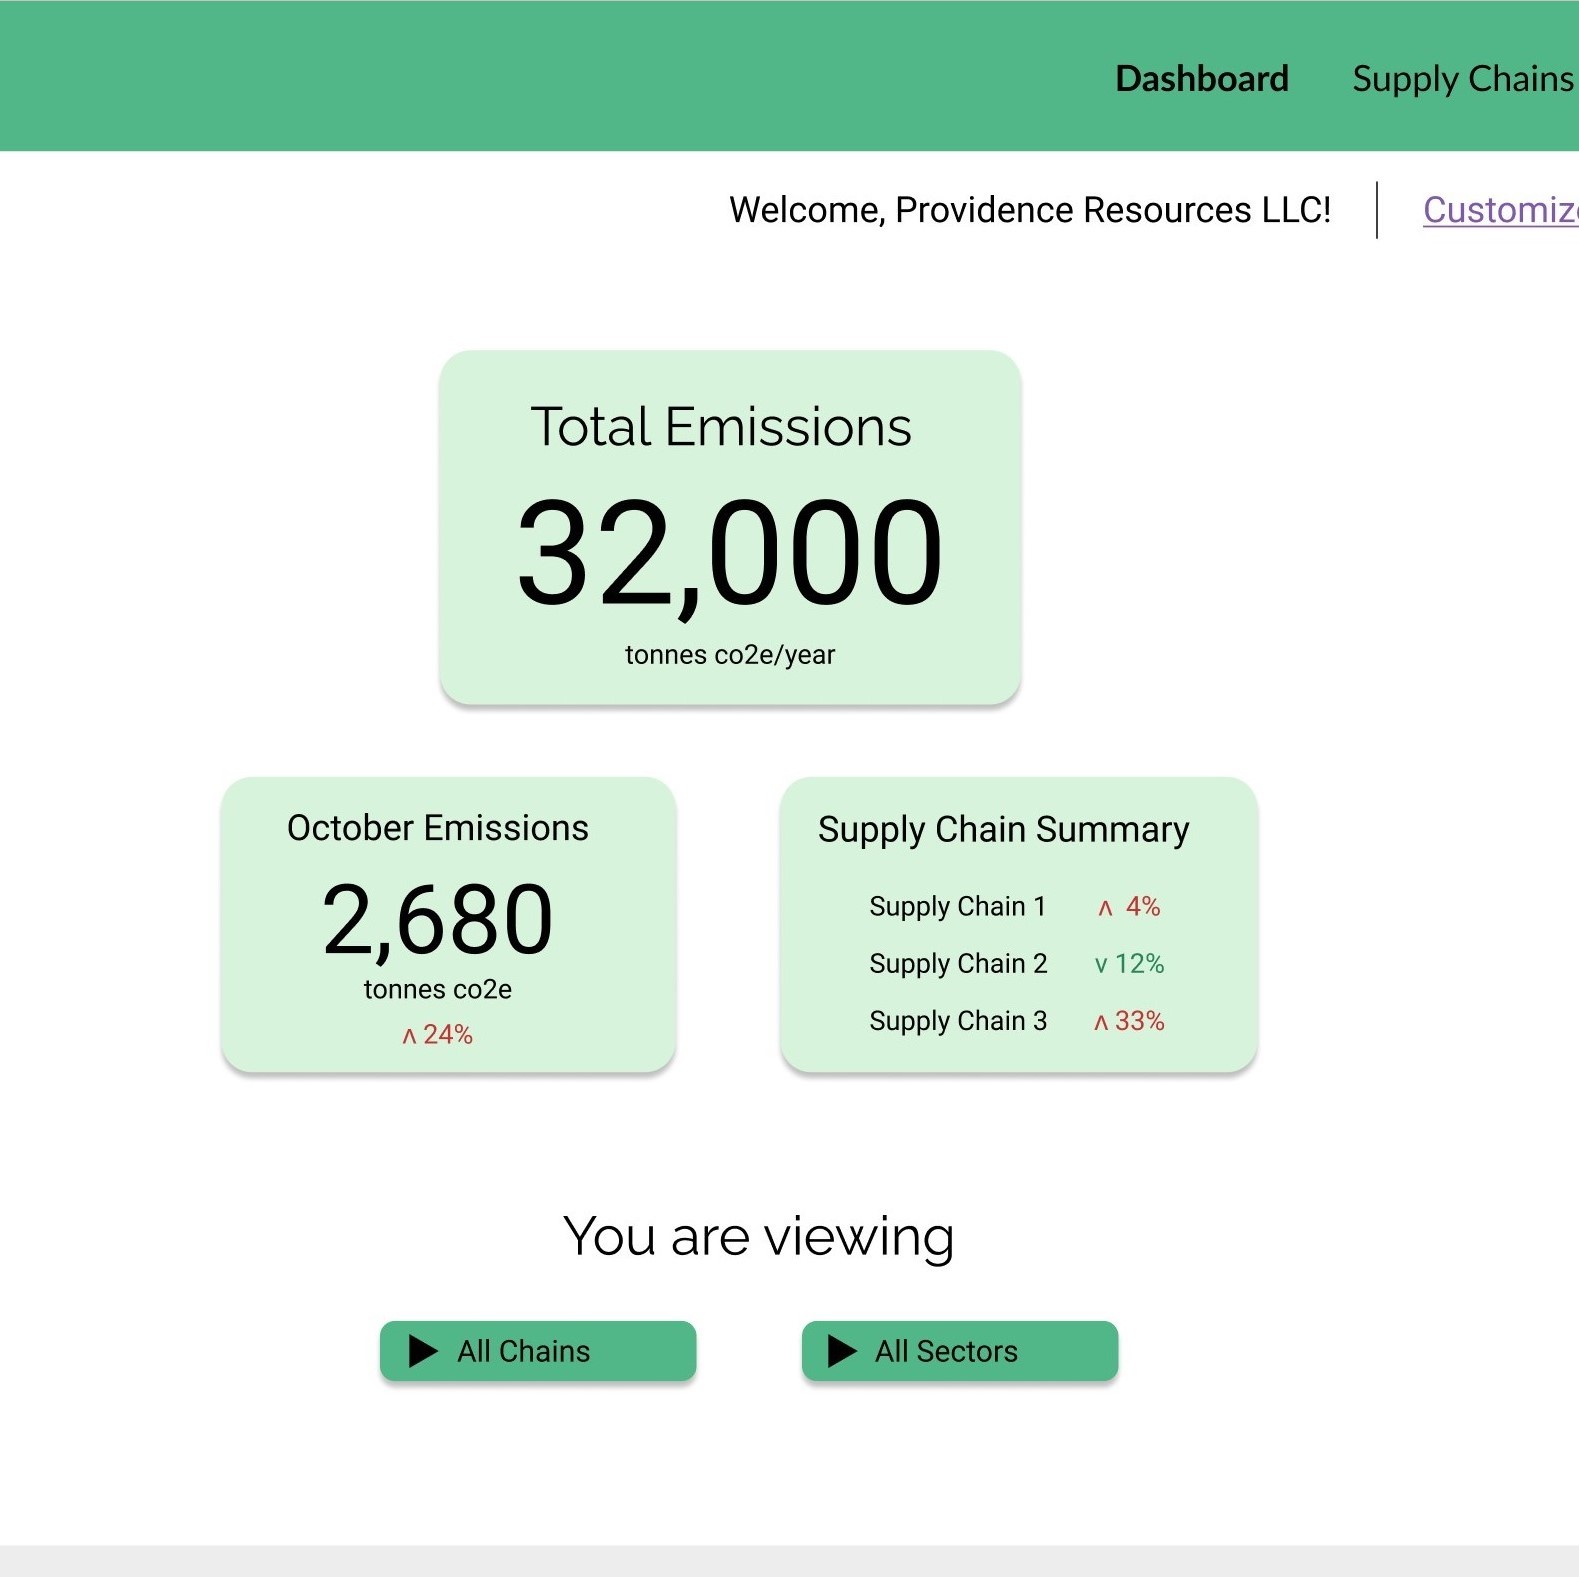 Dashboard Supply Chains
Welcome, Providence Resources LLC!
Total Emissions
32,000
tonnes co2e/year
October Emissions
2,680
tonnes co2e
ʌ 24%
Supply Chain Summary
Supply Chain 1 ʌ 4%
Supply Chain 2 v 12%
Supply Chain 3 ʌ 33%
You are viewing
All Chains
All Sectors